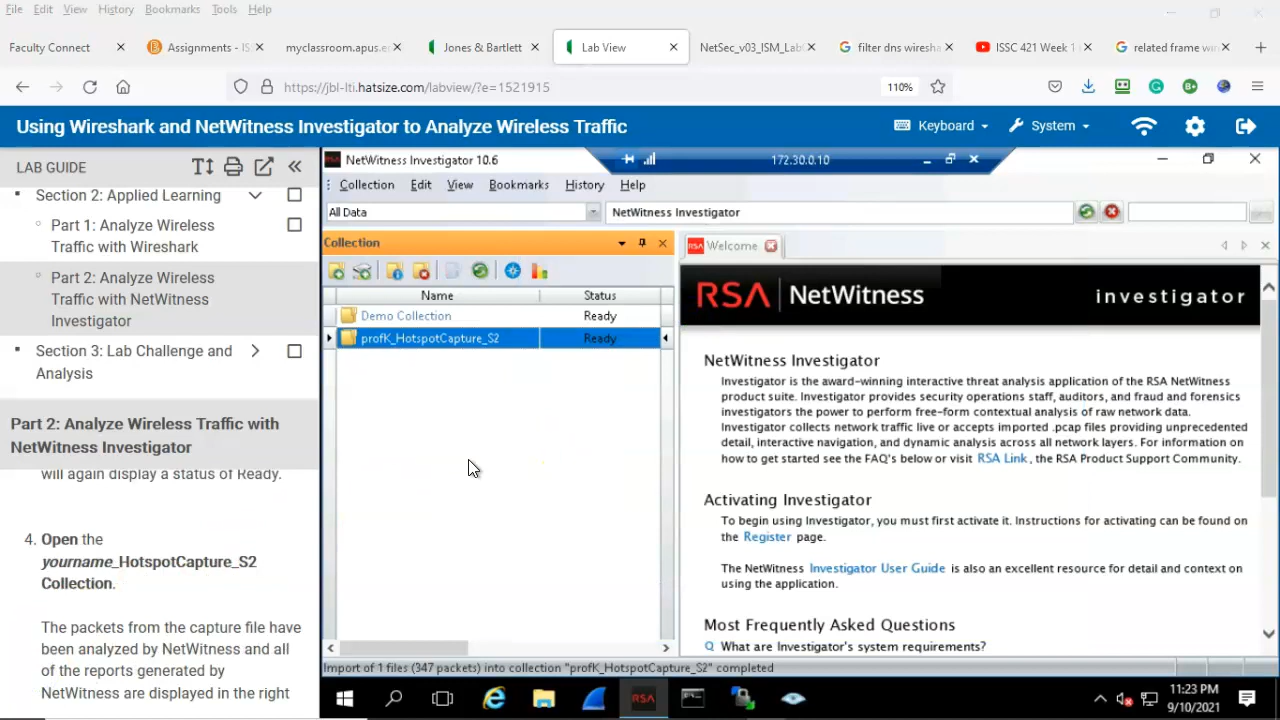 File Edit View History Bookmarks Tools Help
Faculty Connect
Assignments - IS
myclassroom.apus.e
Jones & Bartlett
Lab View
NetSec_v03_ISM_Lab
filter dns wiresha
ISSC 421 Week 1
related frame wir
https://jbl-lti.hatsize.com/labview/?e=1521915
110%
Using Wireshark and NetWitness Investigator to Analyze Wireless Traffic
Keyboard
System
LAB GUIDE
Section 2: Applied Learning
Part 1: Analyze Wireless
Traffic with Wireshark
Part 2: Analyze Wireless
Traffic with NetWitness
Investigator
Section 3: Lab Challenge and
Analysis
Part 2: Analyze Wireless Traffic with
NetWitness Investigator
will again display a status of Ready.
4. Open the
yourname_HotspotCapture_S2
Collection.
The packets from the capture file have
been analyzed by NetWitness and all
of the reports generated by
NetWitness are displayed in the right
RSA NetWitness Investigator 10.6
172.30.0.10
Collection Edit View Bookmarks History Help
All Data
NetWitness Investigator
Collection
Name Status
Demo Collection Ready
profK_HotspotCapture_S2 Ready
RSA Welcome
RSA | NetWitness investigator
NetWitness Investigator
Investigator is the award-winning interactive threat analysis application of the RSA NetWitness
product suite. Investigator provides security operations staff, auditors, and fraud and forensics
investigators the power to perform free-form contextual analysis of raw network data.
Investigator collects network traffic live or accepts imported .pcap files providing unprecedented
detail, interactive navigation, and dynamic analysis across all network layers. For information on
how to get started see the FAQ's below or visit RSA Link , the RSA Product Support Community.
Activating Investigator
To begin using Investigator, you must first activate it. Instructions for activating can be found on
the Register page.
The NetWitness Investigator User Guide is also an excellent resource for detail and context on
using the application.
Most Frequently Asked Questions
Q What are Investigator's system requirements?
Import of 1 files (347 packets) into collection "profK_HotspotCapture_S2" completed
RSA
11:23 PM
9/10/2021